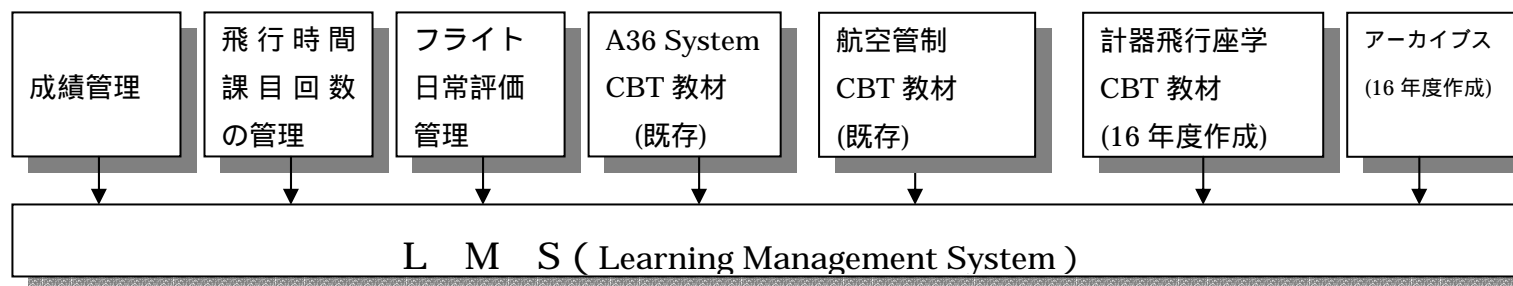 成績管理
飛行時間
課目回数
の管理
フライト
日常評価
管理
A36 System
CBT 教材
(既存)
航空管制
CBT 教材
(既存)
計器飛行座学
CBT 教材
(16 年度作成)
アーカイブス
(16 年度作成)
L M S ( Learning Management System )